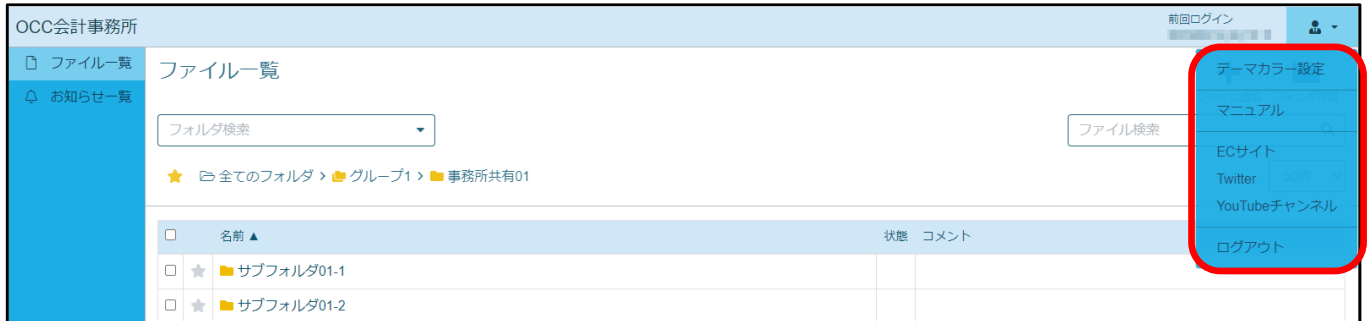 OCC会計事務所
前回ログイン
ファイル一覧
お知らせ一覧
ファイル一覧
テーマカラー設定
マニュアル
ECサイト
Twitter
YouTubeチャンネル
ログアウト
フォルダ検索
ファイル検索
全てのフォルダ > グループ1 > 事務所共有01
50件
名前▲ 状態 コメント
サブフォルダ01-1
サブフォルダ01-2